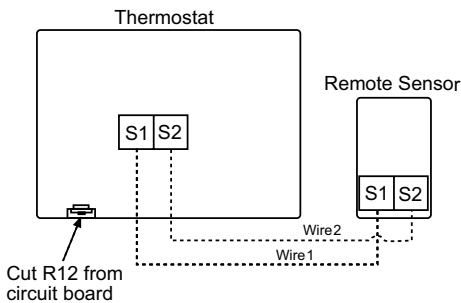 Thermostat
Remote Sensor
S1 S2
S1 S2
Wire2
Wire1
Cut R12 from
circuit board